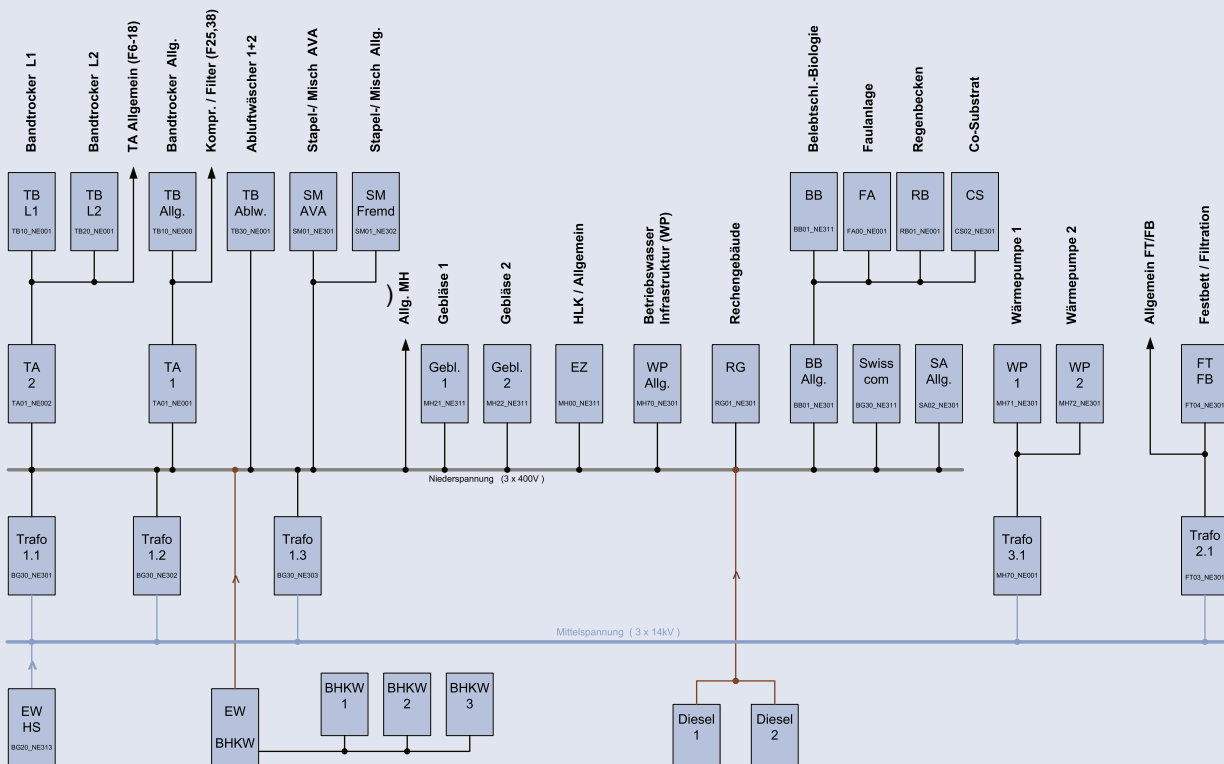 Bandtrocker L1
Bandtrocker L2
TA Allgemein (F6-18)
Bandtrocker Allg.
Kompr. / Filter (F25,38)
Abluftwäscher 1+2
Stapel-/ Misch AVA
Stapel-/ Misch Allg.
Belebtschl.-Biologie
Faulanlage
Regenbecken
Co-Substrat
TB
L1
TB10_NE001
TB
L2
TB20_NE001
TB
Allg.
TB10_NE000
TB
Ablw.
TB30_NE001
SM
AVA
SM01_NE301
SM
Fremd
SM01_NE302
BB
BB01_NE311
FA
FA00_NE001
RB
RB01_NE001
CS
CS02_NE301
)
Allg. MH
Gebläse 1
Gebläse 2
HLK / Allgemein
Betriebswasser
Infrastruktur (WP)
Rechengebäude
Wärmepumpe 1
Wärmepumpe 2
Allgemein FT/FB
Festbett / Filtration
TA
2
TA01_NE002
TA
1
TA01_NE001
Gebl.
1
MH21_NE311
Gebl.
2
MH22_NE311
EZ
MH00_NE311
WP
Allg.
MH70_NE301
RG
RG01_NE301
BB
Allg.
BB01_NE301
Swiss
com
BG30_NE311
SA
Allg.
SA02_NE301
WP
1
MH71_NE301
WP
2
MH72_NE301
FT
FB
FT04_NE301
Niederspannung (3 x 400V )
Trafo
1.1
BG30_NE301
Trafo
1.2
BG30_NE302
Trafo
1.3
BG30_NE303
Trafo
3.1
MH70_NE001
Trafo
2.1
FT03_NE301
Mittelspannung ( 3 x 14kV )
EW
HS
BG20_NE313
EW
BHKW
BHKW
1
BHKW
2
BHKW
3
Diesel
1
Diesel
2